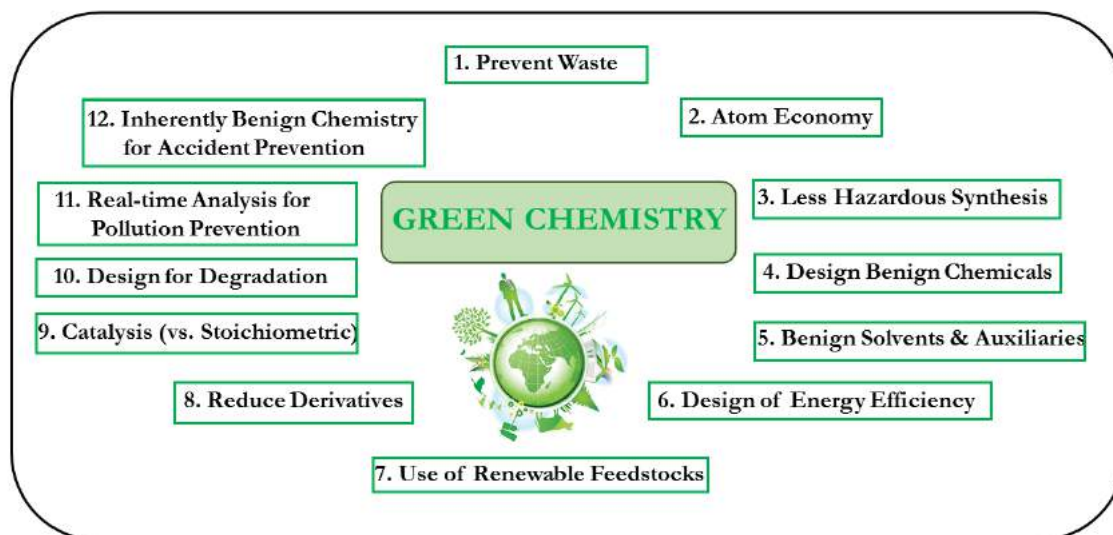 1. Prevent Waste
2. Atom Economy
3. Less Hazardous Synthesis
4. Design Benign Chemicals
5. Benign Solvents & Auxiliaries
6. Design of Energy Efficiency
7. Use of Renewable Feedstocks
8. Reduce Derivatives
9. Catalysis (vs. Stoichiometric)
10. Design for Degradation
11. Real-time Analysis for
Pollution Prevention
12. Inherently Benign Chemistry
for Accident Prevention
GREEN CHEMISTRY